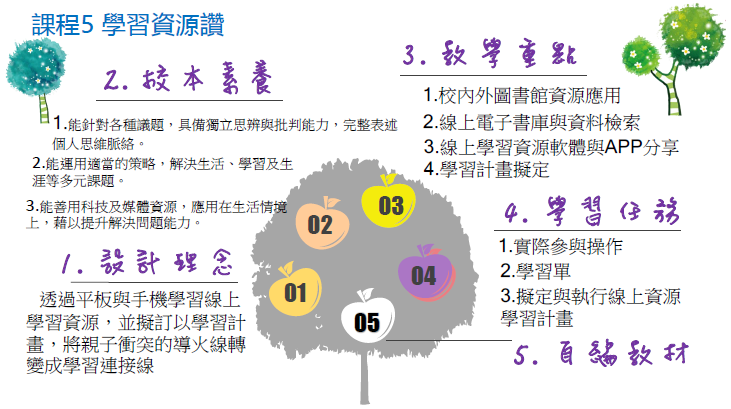 課程5 學習資源讚
2. 校本素養
1.能針對各種議題，具備獨立思辨與批判能力，完整表述
個人思維脈絡。
2.能運用適當的策略，解決生活、學習及生
涯等多元課題。
3.能善用科技及媒體資源，應用在生活情境
上，藉以提升解決問題能力。
1. 設計理念
透過平板與手機學習線上
學習資源，並擬訂以學習計
畫，將親子衝突的導火線轉
變成學習連接線
02
03
01
04
05
3. 教學重點
1.校內外圖書館資源應用
2.線上電子書庫與資料檢索
3.線上學習資源軟體與APP分享
4.學習計畫擬定
4. 學習任務
1.實際參與操作
2.學習單
3.擬定與執行線上資源
學習計畫
5. 自編教材